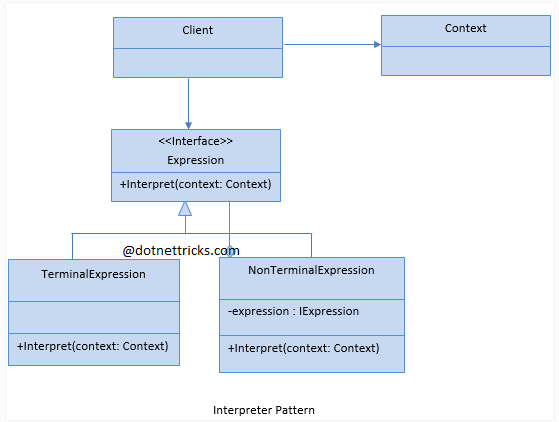 Client
Context
<<Interface>>
Expression
+Interpret(context: Context)
@dotnettricks.com
TerminalExpression
NonTerminalExpression
-expression : IExpression
+Interpret(context: Context)
+Interpret(context: Context)
Interpreter Pattern